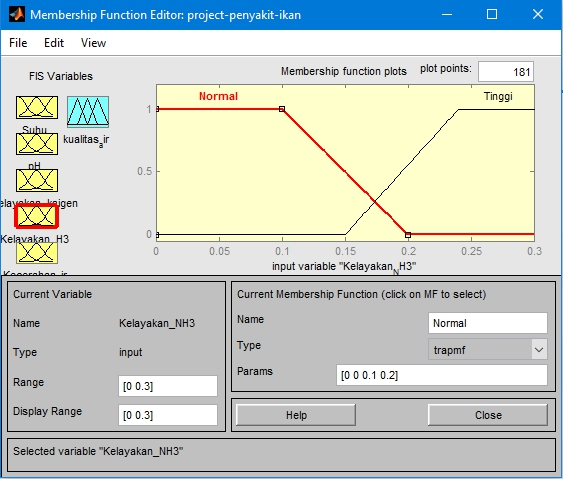 Membership Function Editor: project-penyakit-ikan
File Edit View
FIS Variables
Suhu
kualitas_air
pH
elayakan_ksigen
Kelayakan_H3
Membership function plots plot points: 181
Normal
Tinggi
1
0.5
0
0 0.05 0.1 0.15 0.2 0.25 0.3
input variable "Kelayakan_NH3"
Current Variable
Name Kelayakan_NH3
Type input
Range [0 0.3]
Display Range [0 0.3]
Current Membership Function (click on MF to select)
Name Normal
Type trapmf
Params [0 0 0.1 0.2]
Help Close
Selected variable "Kelayakan_NH3"